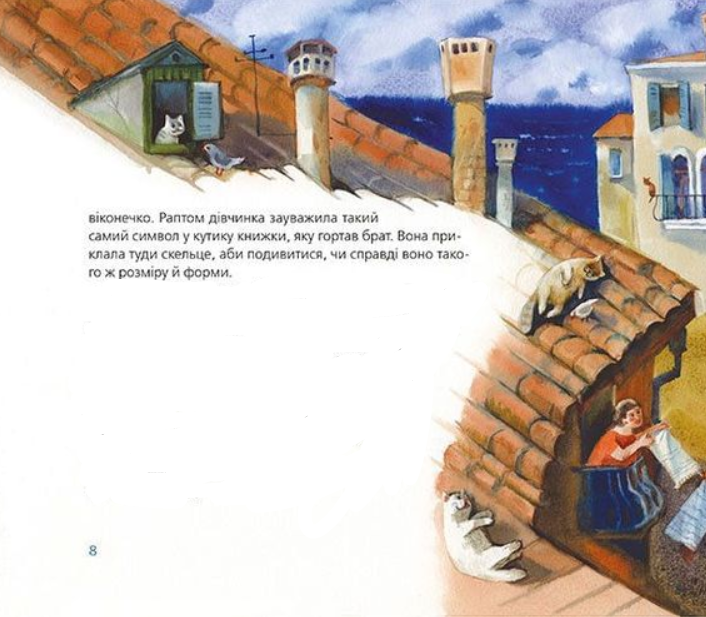 віконечко. Раптом дівчинка зауважила такий
самий символ у кутику книжки, яку гортав брат. Вона при-
клала туди скельце, аби подивитися, чи справді воно тако-
го ж розміру й форми.
8